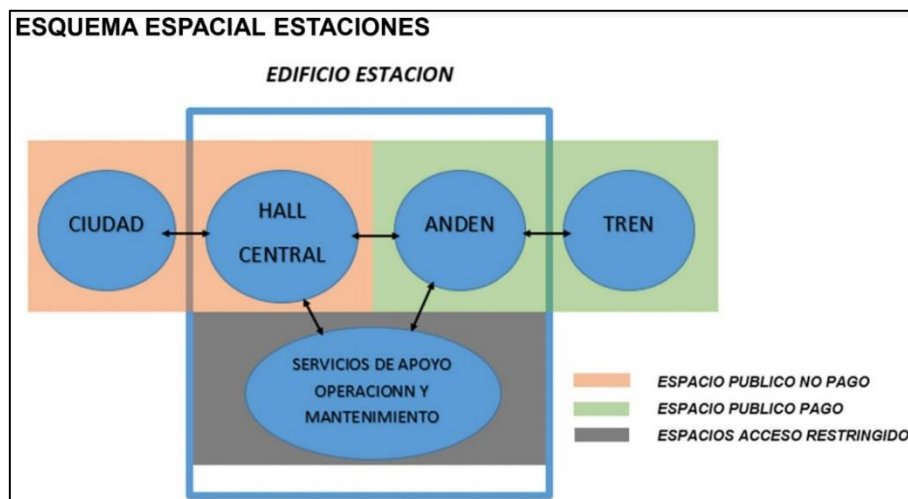 ESQUEMA ESPACIAL ESTACIONES
EDIFICIO ESTACION
CIUDAD
HALL
CENTRAL
ANDEN
TREN
SERVICIOS DE APOYO
OPERACIONN Y
MANTENIMIENTO
ESPACIO PUBLICO NO PAGO
ESPACIO PUBLICO PAGO
ESPACIOS ACCESO RESTRINGIDO